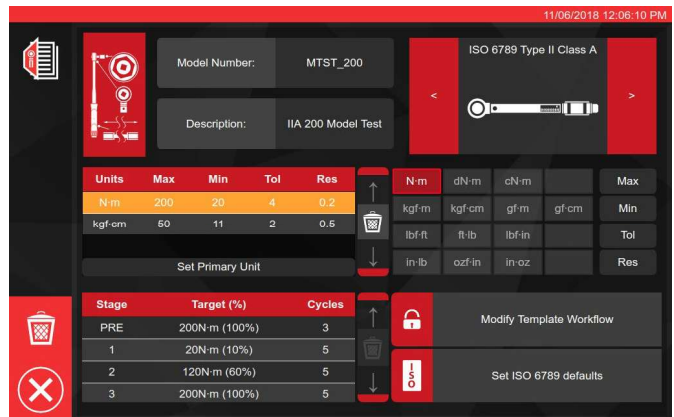 11/06/2018 12:06:10 PM
Model Number: MTST_200
Description: IIA 200 Model Test
ISO 6789 Type II Class A
< >
Units Max Min Tol Res
N·m 200 20 4 0.2
kgf·cm 50 11 2 0.5
Set Primary Unit
N·m dN·m cN·m Max
kgf·m kgf·cm gf·m gf·cm Min
lbf·ft ft·lb lbf·in Tol
in·lb ozf·in in·oz Res
Stage Target (%) Cycles
PRE 200N·m (100%) 3
1 20N·m (10%) 5
2 120N·m (60%) 5
3 200N·m (100%) 5
Modify Template Workflow
ISO
Set ISO 6789 defaults